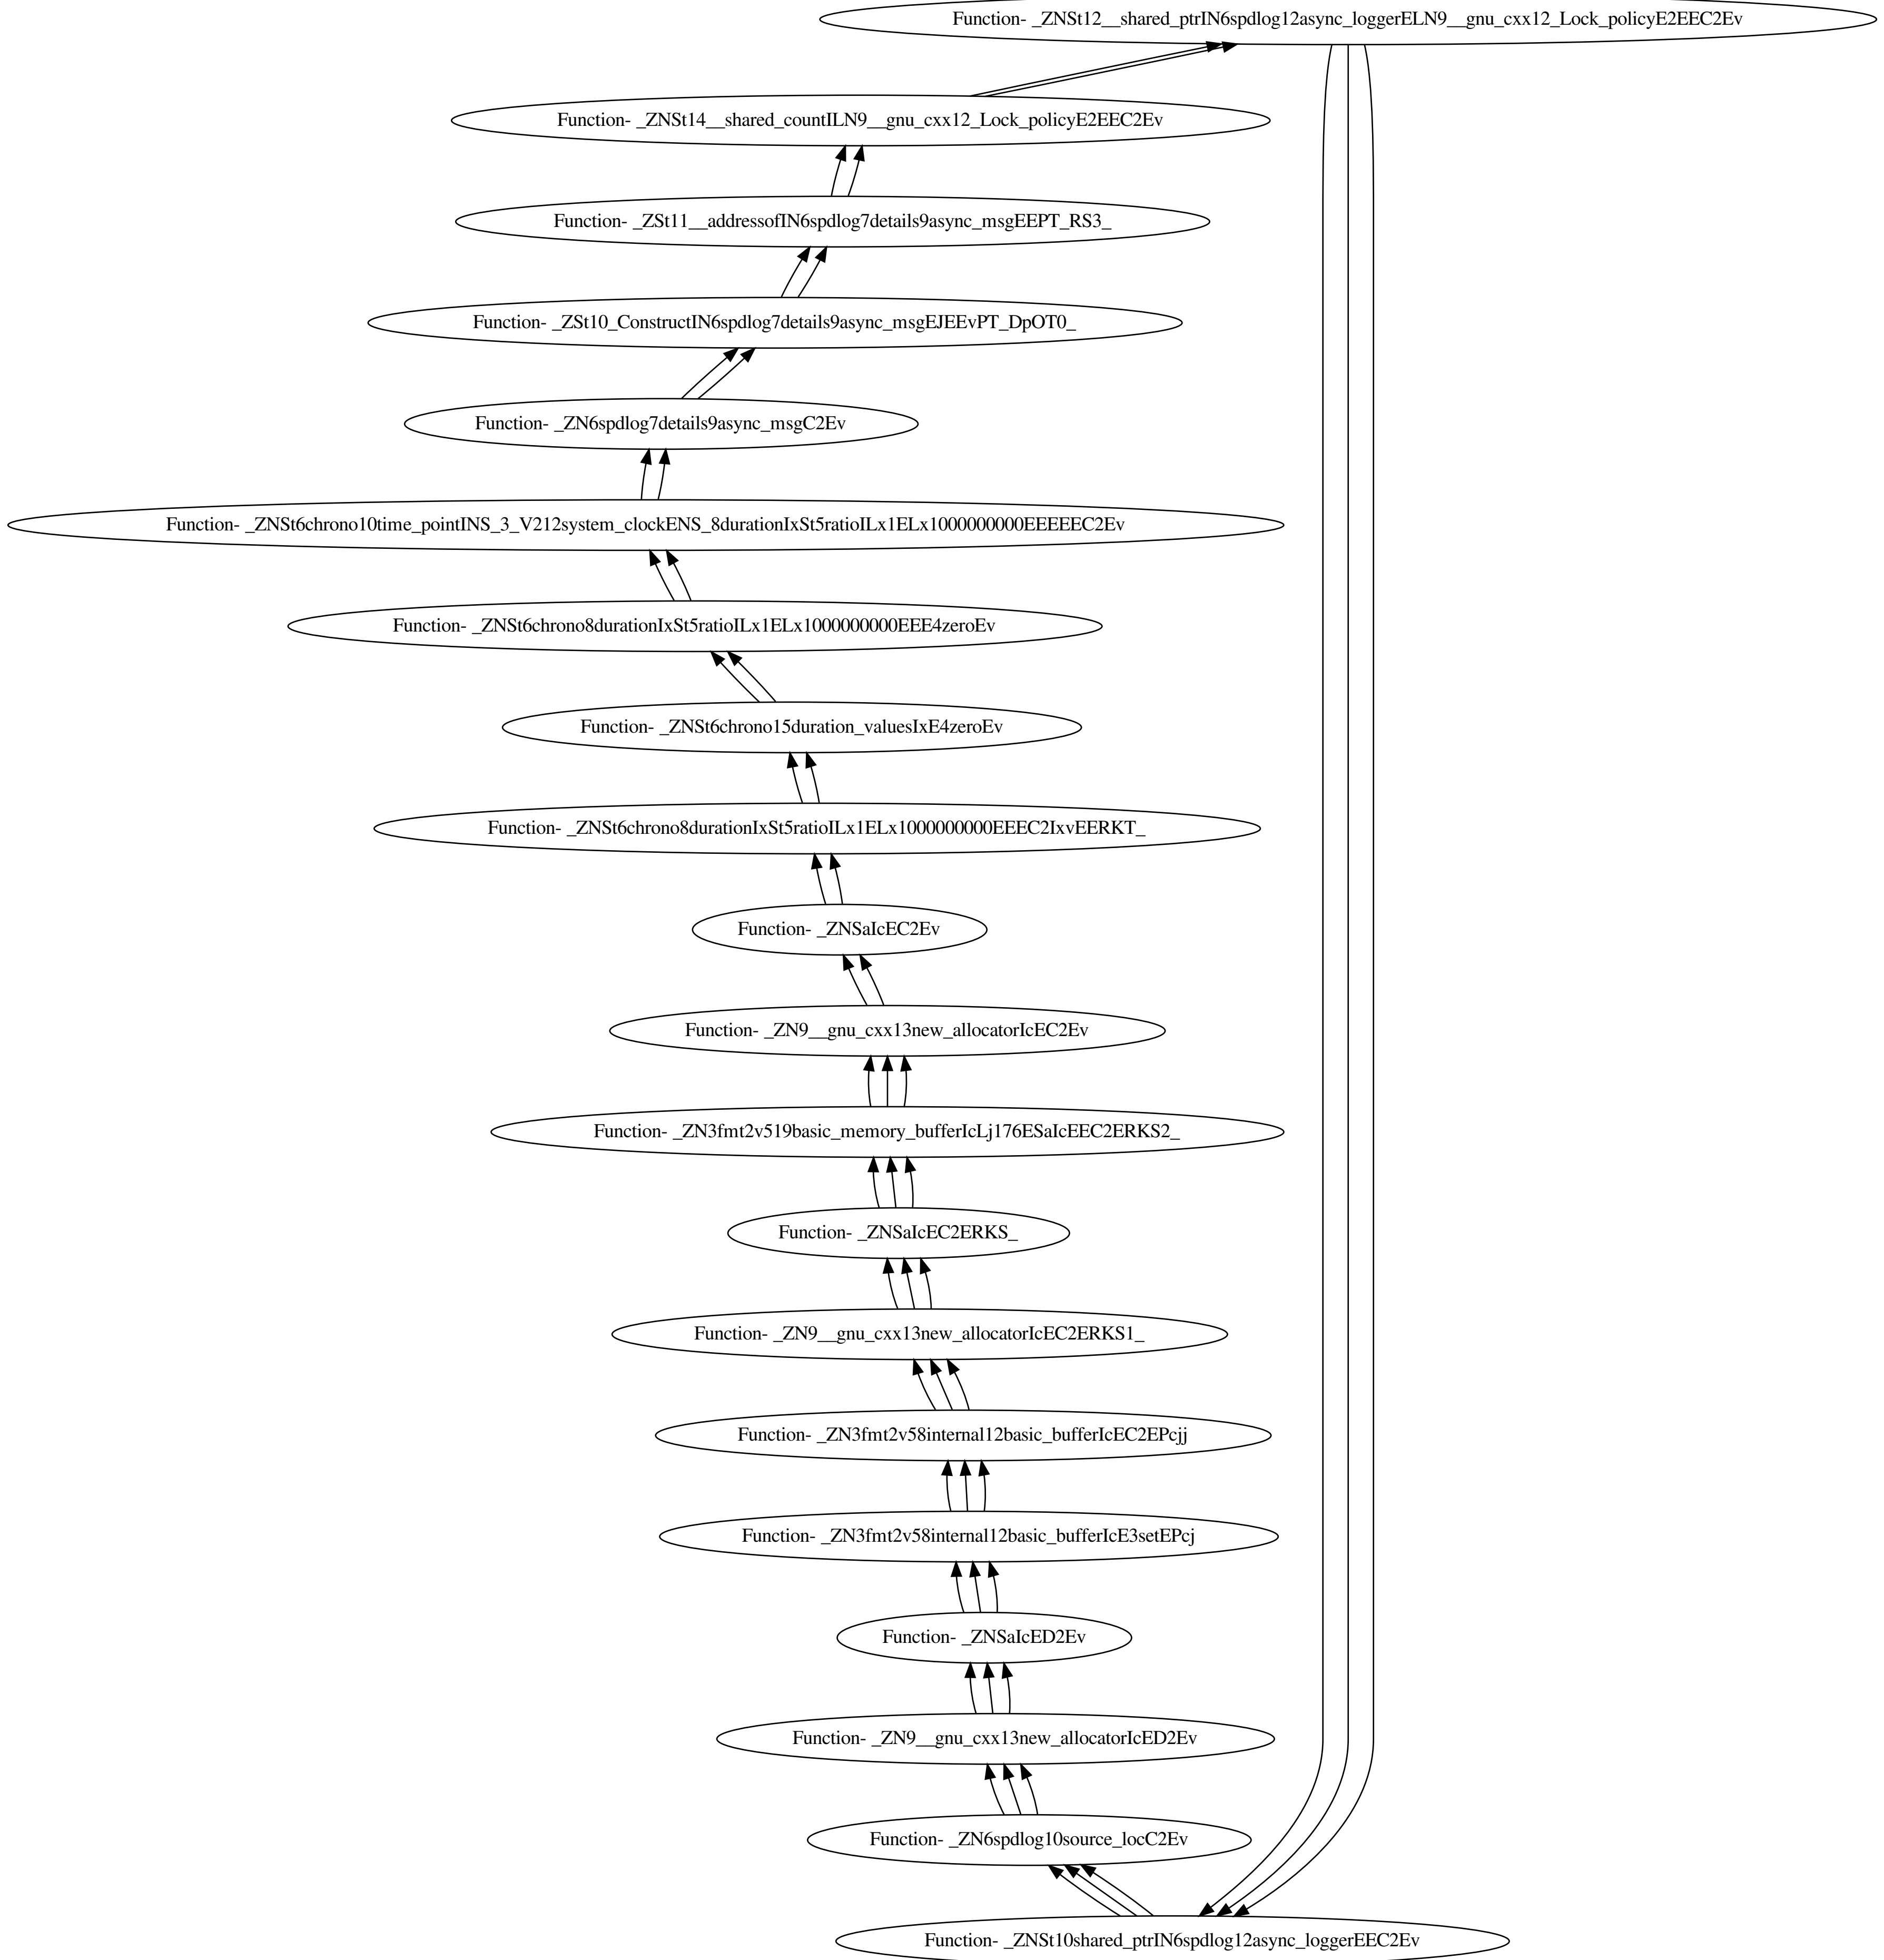 Function- _ZNSt12__shared_ptrIN6spdlog12async_loggerELN9__gnu_cxx12_Lock_policyE2EEC2Ev
Function- _ZNSt14__shared_countILN9__gnu_cxx12_Lock_policyE2EEC2Ev
Function- _ZSt11__addressofIN6spdlog7details9async_msgEEPT_RS3_
Function- _ZSt10_ConstructIN6spdlog7details9async_msgEJEEvPT_DpOT0_
Function- _ZN6spdlog7details9async_msgC2Ev
Function- _ZNSt6chrono10time_pointINS_3_V212system_clockENS_8durationIxSt5ratioILx1ELx1000000000EEEEEC2Ev
Function- _ZNSt6chrono8durationIxSt5ratioILx1ELx1000000000EEE4zeroEv
Function- _ZNSt6chrono15duration_valuesIxE4zeroEv
Function- _ZNSt6chrono8durationIxSt5ratioILx1ELx1000000000EEEC2IxvEERKT_
Function- _ZNSaIcEC2Ev
Function- _ZN9__gnu_cxx13new_allocatorIcEC2Ev
Function- _ZN3fmt2v519basic_memory_bufferIcLj176ESaIcEEC2ERKS2_
Function- _ZNSaIcEC2ERKS_
Function- _ZN9__gnu_cxx13new_allocatorIcEC2ERKS1_
Function- _ZN3fmt2v58internal12basic_bufferIcEC2EPcjj
Function- _ZN3fmt2v58internal12basic_bufferIcE3setEPcj
Function- _ZNSaIcED2Ev
Function- _ZN9__gnu_cxx13new_allocatorIcED2Ev
Function- _ZN6spdlog10source_locC2Ev
Function- _ZNSt10shared_ptrIN6spdlog12async_loggerEEC2Ev